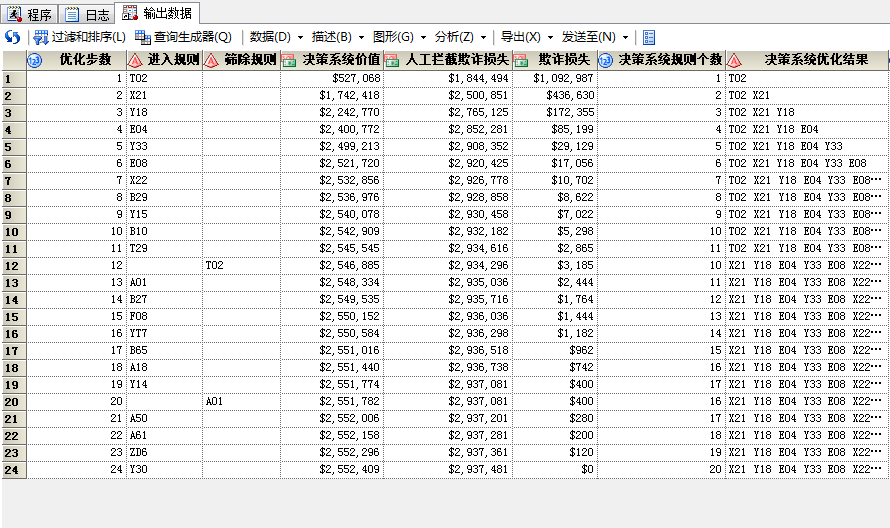 程序 日志 输出数据
过滤和排序(L) 查询生成器(Q) 数据(D) 描述(B) 图形(G) 分析(Z) 导出(X) 发送至(N)
优化步数 进入规则 筛除规则 决策系统价值 人工拦截欺诈损失 欺诈损失 决策系统规则个数 决策系统优化结果
1 1 T02 $527,068 $1,844,494 $1,092,987 1 T02
2 2 X21 $1,742,418 $2,500,851 $436,630 2 T02 X21
3 3 Y18 $2,242,770 $2,765,125 $172,355 3 T02 X21 Y18
4 4 E04 $2,400,772 $2,852,281 $85,199 4 T02 X21 Y18 E04
5 5 Y33 $2,499,213 $2,908,352 $29,129 5 T02 X21 Y18 E04 Y33
6 6 E08 $2,521,720 $2,920,425 $17,056 6 T02 X21 Y18 E04 Y33 E08
7 7 X22 $2,532,856 $2,926,778 $10,702 7 T02 X21 Y18 E04 Y33 E08…
8 8 B29 $2,536,976 $2,928,858 $8,622 8 T02 X21 Y18 E04 Y33 E08…
9 9 Y15 $2,540,078 $2,930,458 $7,022 9 T02 X21 Y18 E04 Y33 E08…
10 10 B10 $2,542,909 $2,932,182 $5,298 10 T02 X21 Y18 E04 Y33 E08…
11 11 T29 $2,545,545 $2,934,616 $2,865 11 T02 X21 Y18 E04 Y33 E08…
12 12 T02 $2,546,885 $2,934,296 $3,185 10 X21 Y18 E04 Y33 E08 X22…
13 13 A01 $2,548,334 $2,935,036 $2,444 11 X21 Y18 E04 Y33 E08 X22…
14 14 B27 $2,549,535 $2,935,716 $1,764 12 X21 Y18 E04 Y33 E08 X22…
15 15 F08 $2,550,152 $2,936,036 $1,444 13 X21 Y18 E04 Y33 E08 X22…
16 16 YT7 $2,550,584 $2,936,298 $1,182 14 X21 Y18 E04 Y33 E08 X22…
17 17 B65 $2,551,016 $2,936,518 $962 15 X21 Y18 E04 Y33 E08 X22…
18 18 A18 $2,551,440 $2,936,738 $742 16 X21 Y18 E04 Y33 E08 X22…
19 19 Y14 $2,551,774 $2,937,081 $400 17 X21 Y18 E04 Y33 E08 X22…
20 20 A01 $2,551,782 $2,937,081 $400 16 X21 Y18 E04 Y33 E08 X22…
21 21 A50 $2,552,006 $2,937,201 $280 17 X21 Y18 E04 Y33 E08 X22…
22 22 A61 $2,552,158 $2,937,281 $200 18 X21 Y18 E04 Y33 E08 X22…
23 23 ZD6 $2,552,296 $2,937,361 $120 19 X21 Y18 E04 Y33 E08 X22…
24 24 Y30 $2,552,409 $2,937,481 $0 20 X21 Y18 E04 Y33 E08 X22…